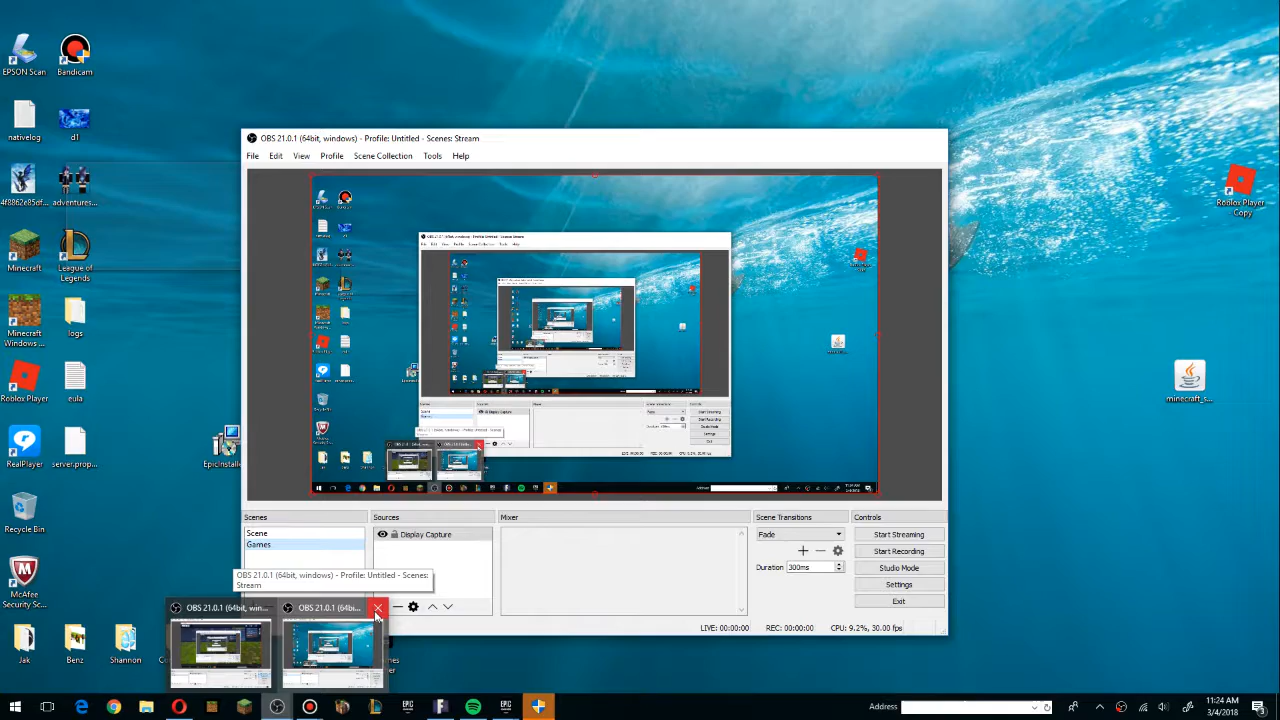 EPSON Scan
Bandicam
nativelog
d1
4f8862e85df...
adventures...
Minecraft
League of
Legends
Minecraft
Windows ...
logs
Roblox Player
eula
RealPlayer
server.prop...
EpicInstalle
Recycle Bin
McAfee
Security Sc...
Jak
Benz
Shannon
Roblox Player
Copy
minecraft_s...
OBS 21.0.1 (64bit, windows) - Profile: Untitled - Scenes: Stream
File Edit View Profile Scene Collection Tools Help
Scenes
Scene
Games
Sources
Display Capture
Mixer
Scene Transitions
Fade
Duration 300ms
Controls
Start Streaming
Start Recording
Studio Mode
Settings
Exit
LIVE: 00:00:00 REC: 00:00:00 CPU: 9.2%, 30.00 fps
OBS 21.0.1 (64bit, windows) - Profile: Untitled - Scenes:
Stream
OBS 21.0.1 (64bit, win...
OBS 21.0.1 (64bi...
Address
11:24 AM
3/4/2018